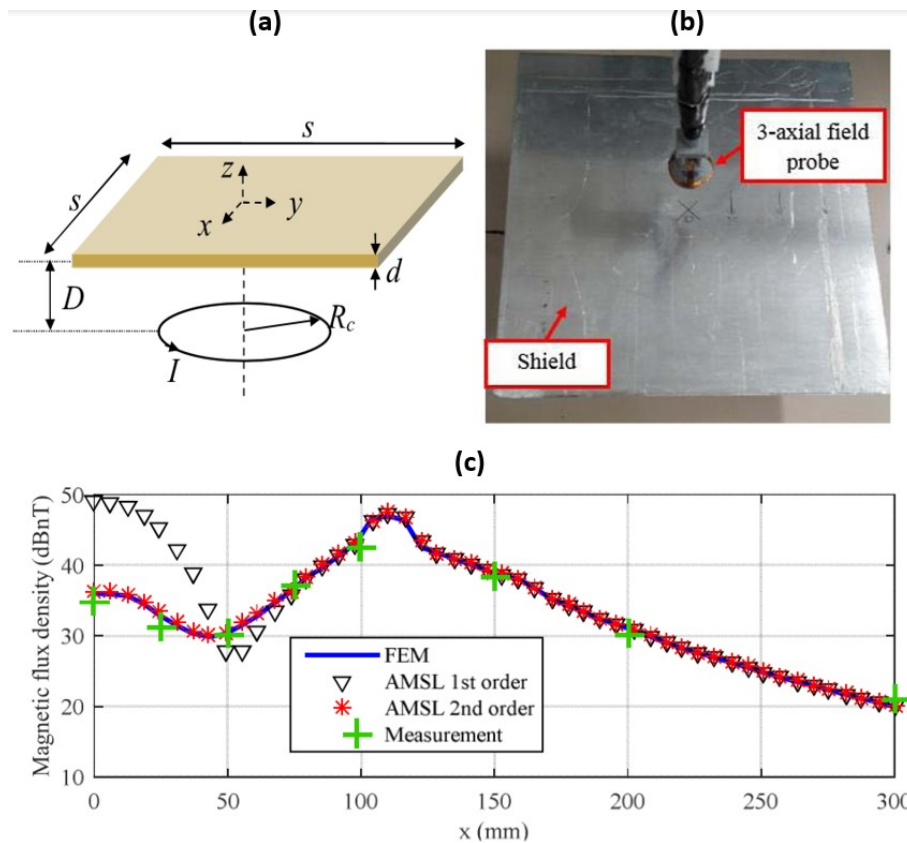 (a)
s
s
z
x
y
d
D
Rc
I
(b)
3-axial field
probe
Shield
(c)
Magnetic flux density (dBnT)
50
40
30
20
10
0
50
100
150
200
250
300
x (mm)
FEM
AMSL 1st order
AMSL 2nd order
Measurement